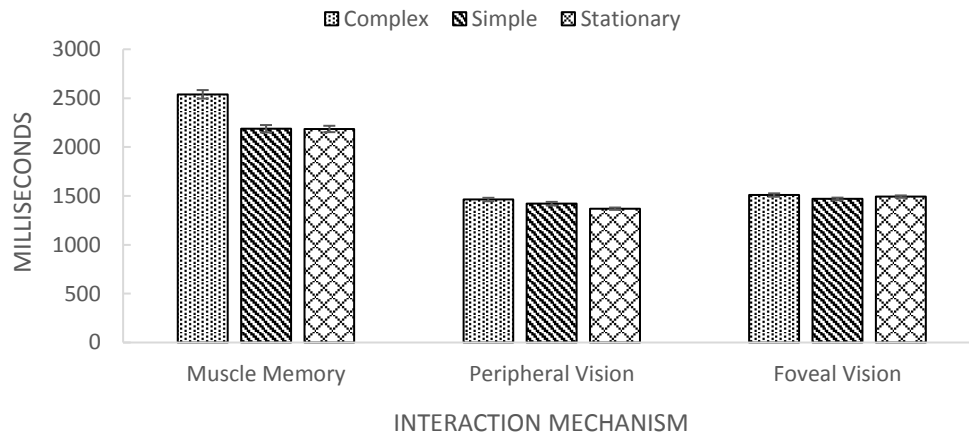 Complex Simple Stationary
3000
2500
2000
1500
1000
500
0
MILLISECONDS
Muscle Memory Peripheral Vision Foveal Vision
INTERACTION MECHANISM